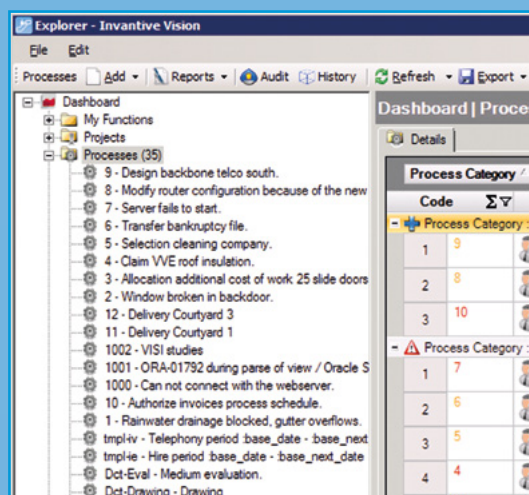 Explorer - Invantive Vision
File Edit
Processes Add Reports Audit History Refresh Export
Dashboard
My Functions
Projects
Processes (35)
9 - Design backbone telco south.
8 - Modify router configuration because of the new
7 - Server fails to start.
6 - Transfer bankruptcy file.
5 - Selection cleaning company.
4 - Claim VVE roof insulation.
3 - Allocation additional cost of work 25 slide doors
2 - Window broken in backdoor.
12 - Delivery Courtyard 3
11 - Delivery Courtyard 1
1002 - VISI studies
1001 - ORA-01792 during parse of view / Oracle S
1000 - Can not connect with the webserver.
10 - Authorize invoices process schedule.
1 - Rainwater drainage blocked, gutter overflows.
tmpl-iv - Telephony period :base_date - :base_next
tmpl-ie - Hire period :base_date - :base_next_date
Dct-Eval - Medium evaluation.
Dct-Drawing - Drawing
Dashboard | Proce
Details
Process Category
Code Σ
Process Category :
1 9
2 8
3 10
Process Category :
1 7
2 6
3 5
4 4